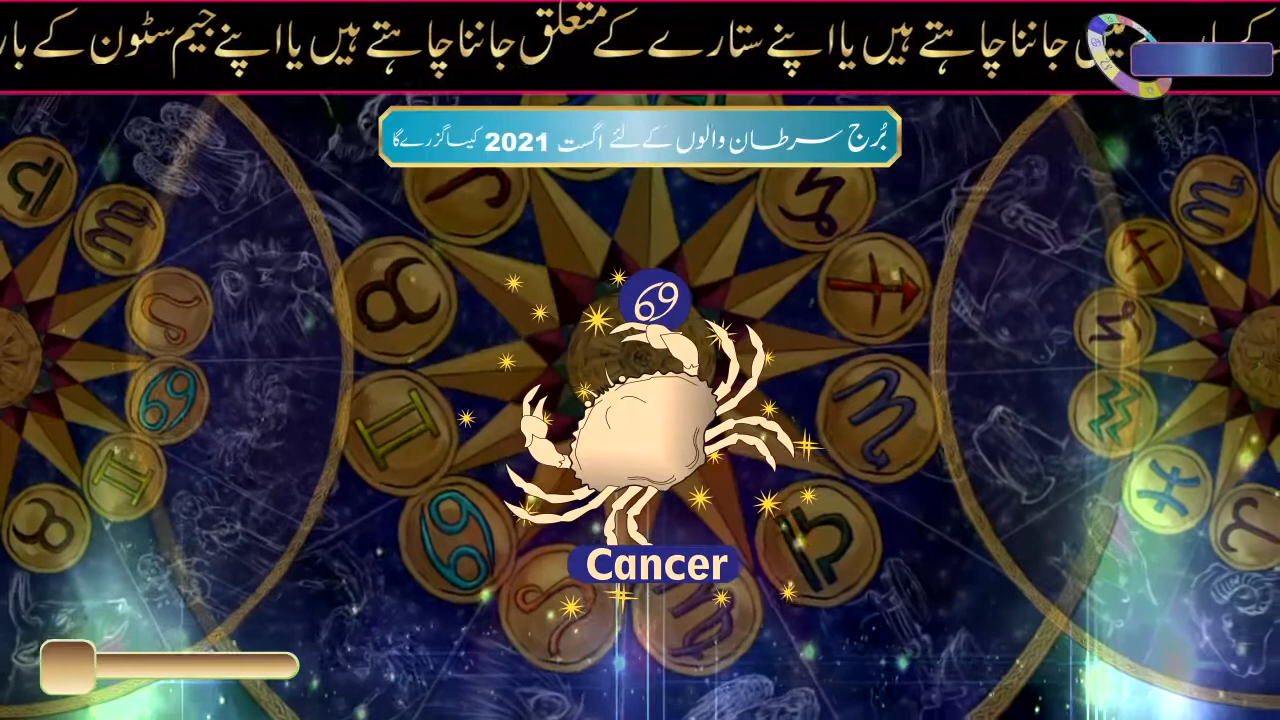 جاننا چاہتے ہیں یا اپنے ستارے کے متعلق جاننا چاہتے ہیں یا اپنے جیم سٹون کے
بُرج سرطان والوں کے لئے اگست 2021 کیسا گزرے گا
Cancer